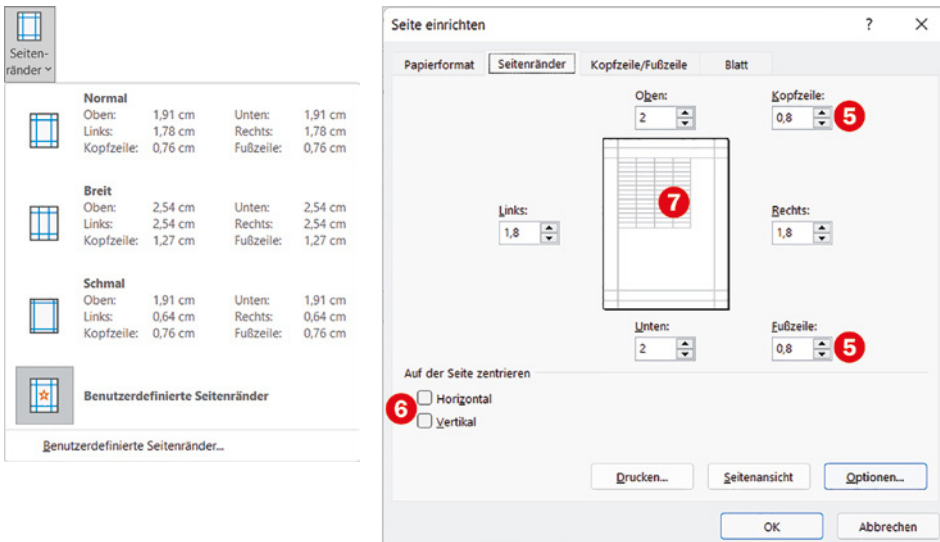 Seiten-
ränder
Normal
Oben: 1,91 cm Unten: 1,91 cm
Links: 1,78 cm Rechts: 1,78 cm
Kopfzeile: 0,76 cm Fußzeile: 0,76 cm
Breit
Oben: 2,54 cm Unten: 2,54 cm
Links: 2,54 cm Rechts: 2,54 cm
Kopfzeile: 1,27 cm Fußzeile: 1,27 cm
Schmal
Oben: 1,91 cm Unten: 1,91 cm
Links: 0,64 cm Rechts: 0,64 cm
Kopfzeile: 0,76 cm Fußzeile: 0,76 cm
Benutzerdefinierte Seitenränder
Benutzerdefinierte Seitenränder...
Seite einrichten ?
Papierformat Seitenränder Kopfzeile/Fußzeile Blatt
Oben: Kopfzeile:
2 0,8 5
7
Links: Rechts:
1,8 1,8
Unten: Fußzeile:
2 0,8 5
Auf der Seite zentrieren
6 Horizontal
Vertikal
Drucken... Seitenansicht Optionen...
OK Abbrechen